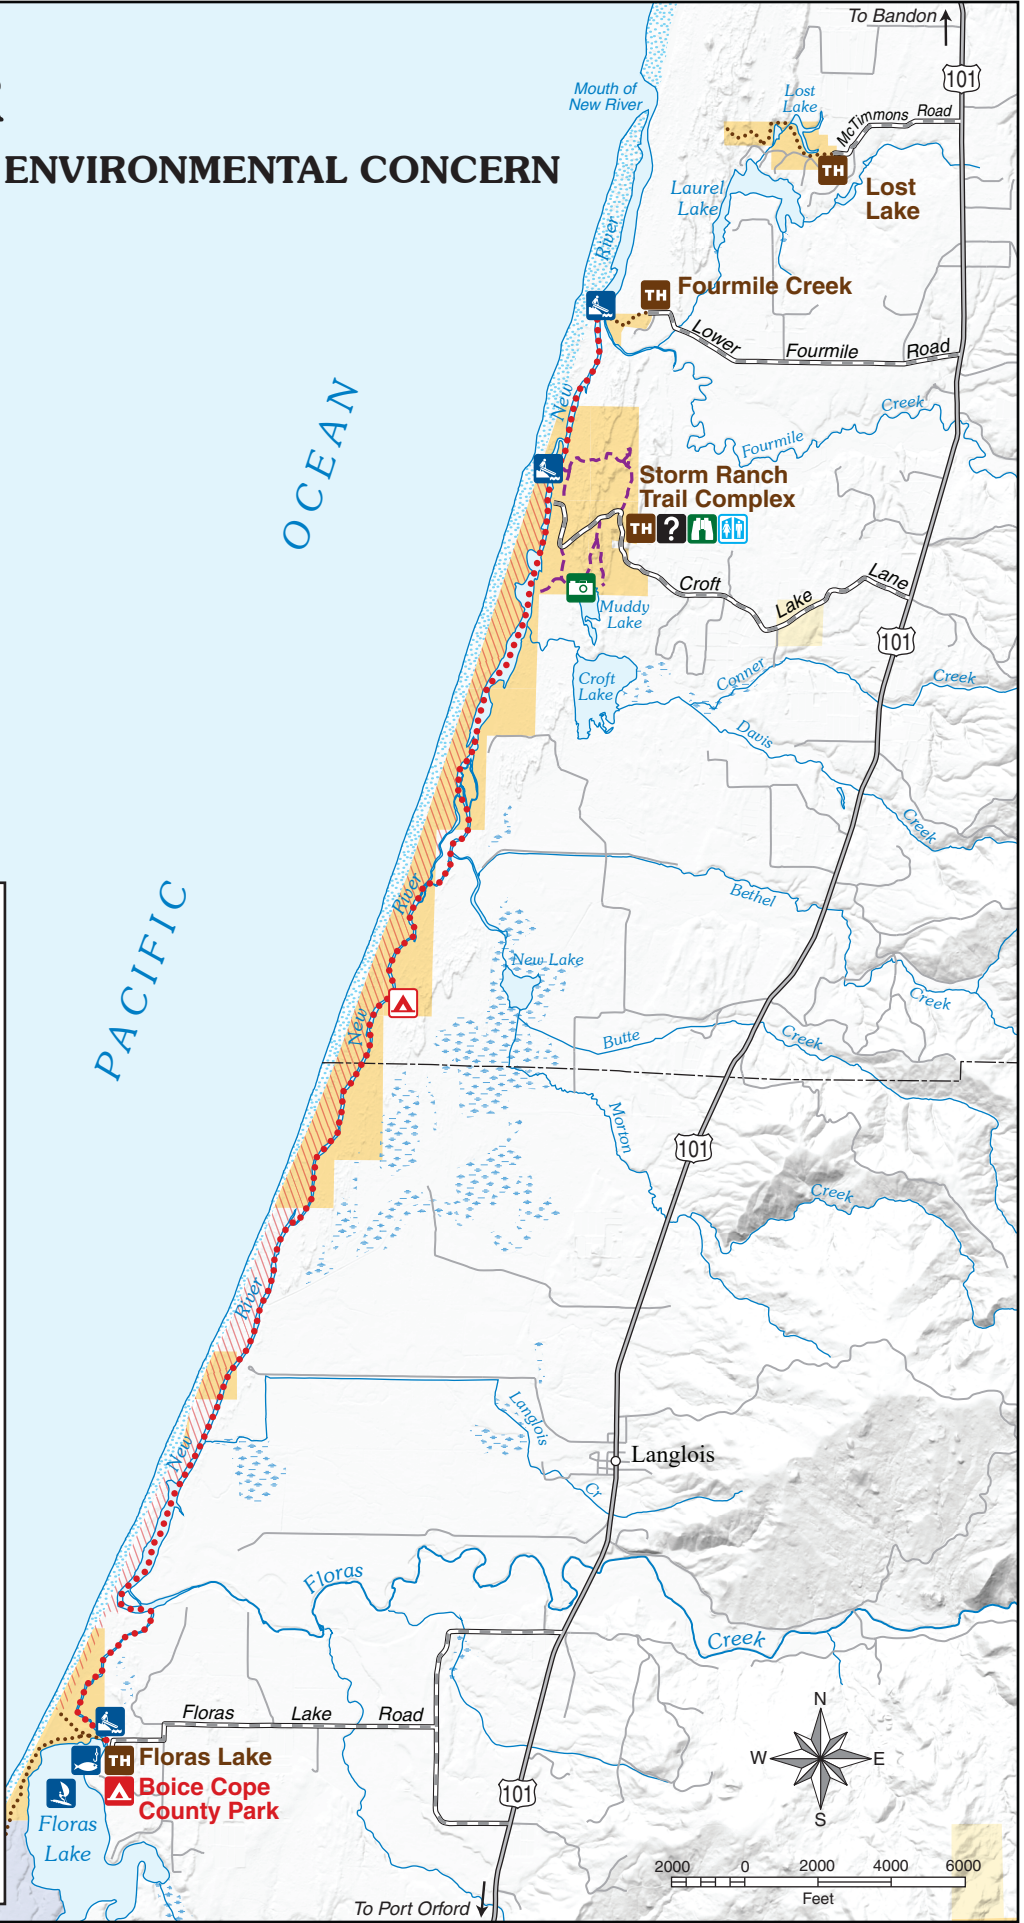 To Bandon
101
Mouth of
New River
Lost
Lake
McTimmons Road
ENVIRONMENTAL CONCERN
TH
Lost
Lake
Laurel
Lake
River
TH
Fourmile Creek
Lower Fourmile Road
New
Creek
Fourmile
OCEAN
Storm Ranch
Trail Complex
TH ?
Croft Lake Lane
Muddy
Lake
101
Croft
Lake
Conner Creek
Davis
Creek
River
Bethel
PACIFIC
New Lake
Creek
New
Butte Creek
Morton
101
Creek
River
Langlois
New
Langlois
Cr
Floras
Creek
Floras Lake Road
N
W E
S
TH Floras Lake
Boice Cope
County Park
101
Floras
Lake
2000 0 2000 4000 6000
Feet
To Port Orford